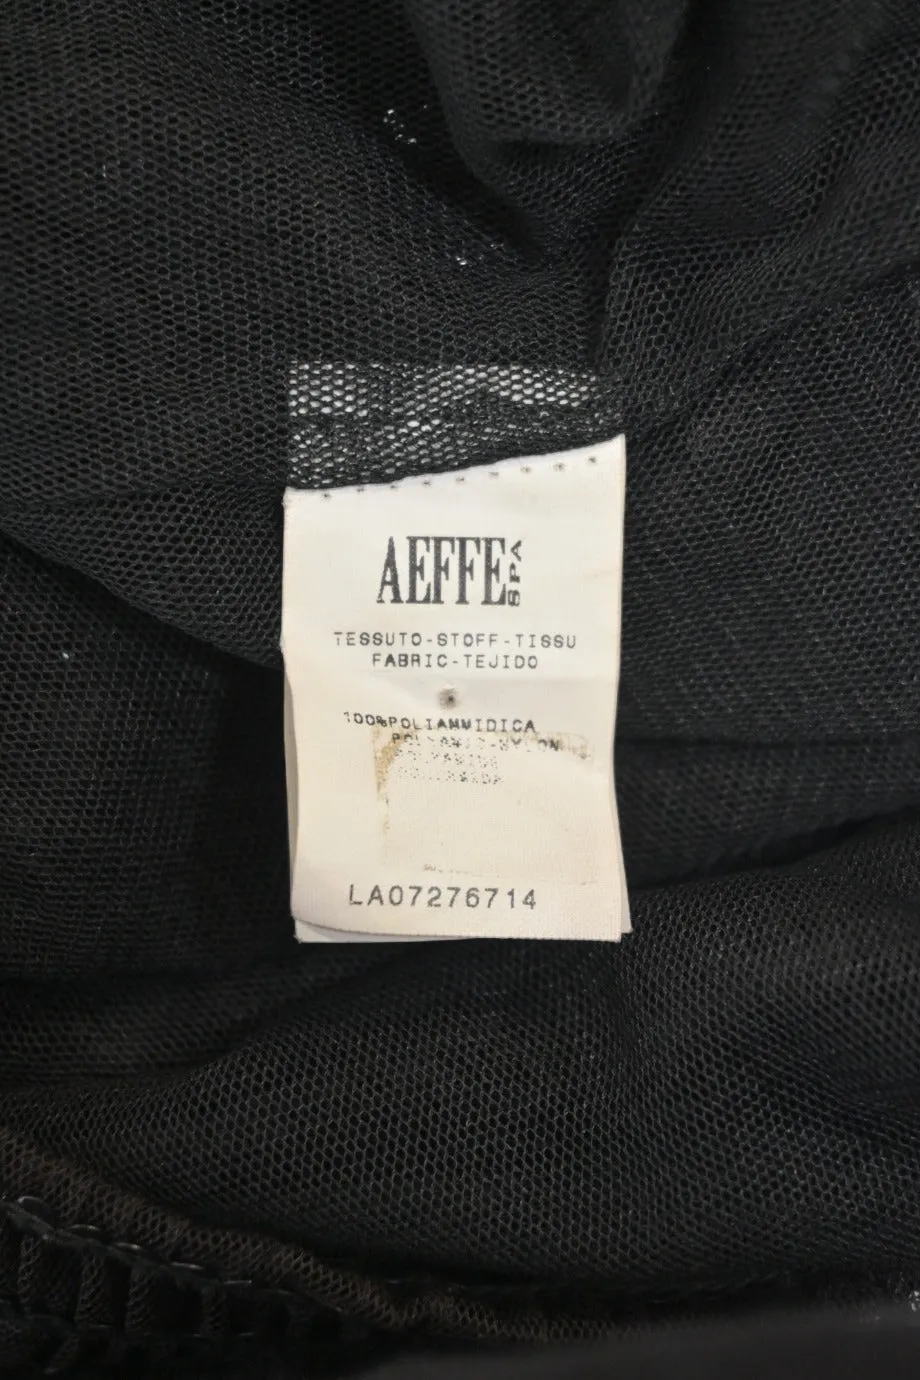 AEFFE SPA
TESSUTO-STOFF-TISSU
FABRIC-TEJIDO
100%POLIAMMIDICA
LA07276714